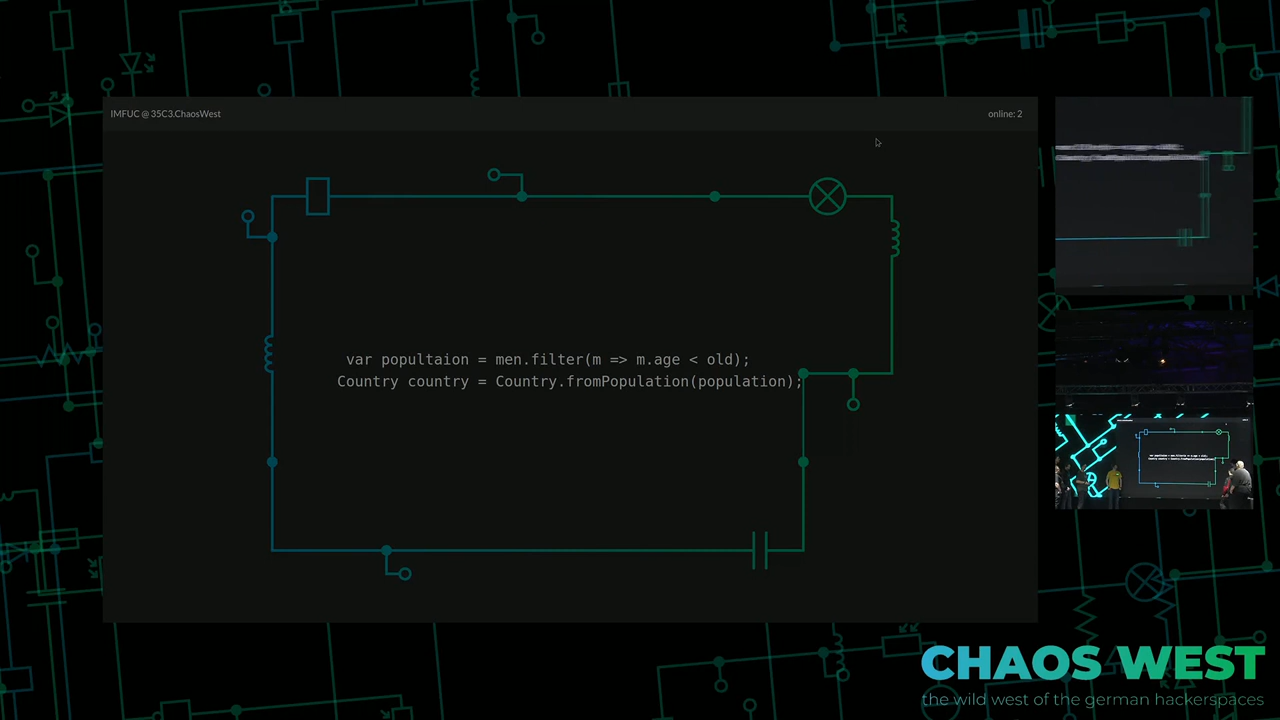 IMFUC @ 35C3.ChaosWest
online: 2
var popultaion = men.filter(m => m.age < old);
Country country = Country.fromPopulation(population);
CHAOS WEST
the wild west of the german hackerspaces